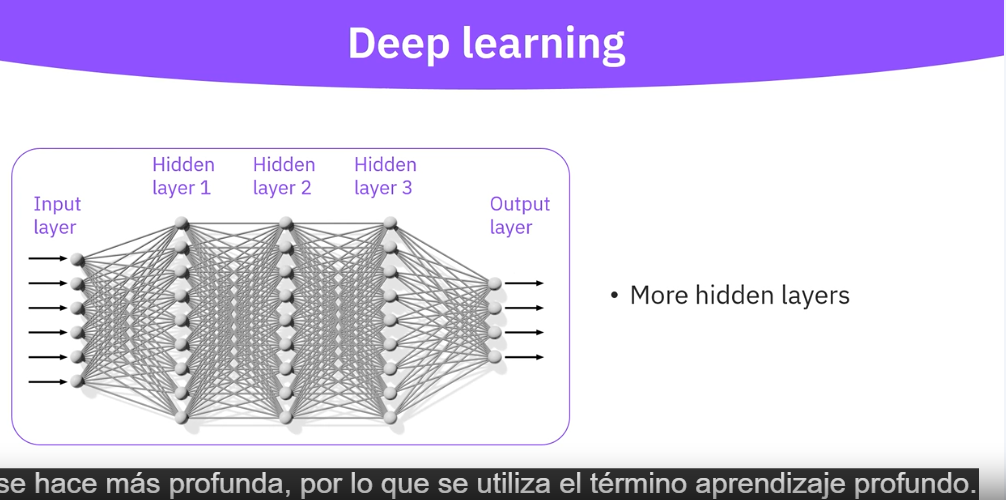 Deep learning
Hidden
layer 1
Hidden
layer 2
Hidden
layer 3
Input
layer
Output
layer
• More hidden layers
se hace más profunda, por lo que se utiliza el término aprendizaje profundo.